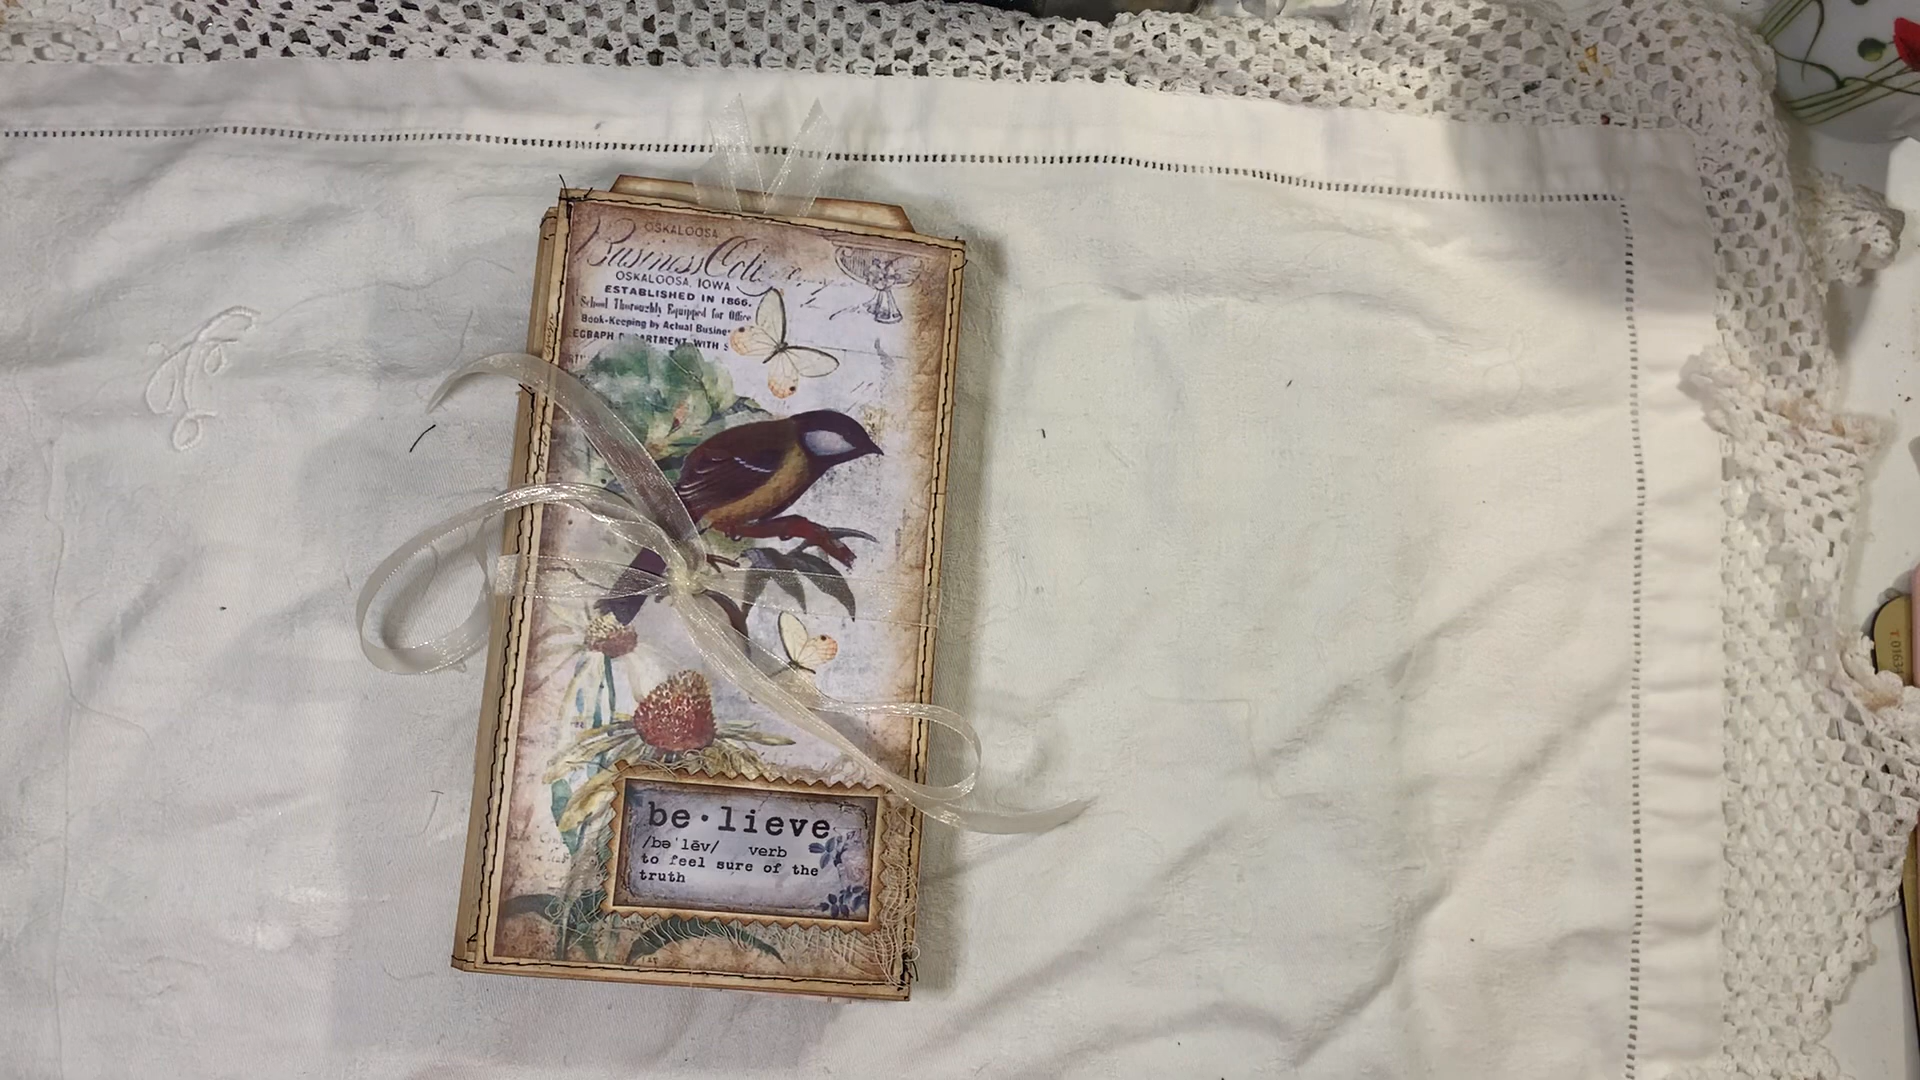 OSKALOOSA
Business Coll
OSKALOOSA, IOWA
ESTABLISHED IN 1866.
School Thoroughly Equipped for Office
Book-Keeping by Actual Busine
EGRAPH DEPARTMENT WITH S
be•lieve
/bəˈlēv/ verb
to feel sure of the
truth